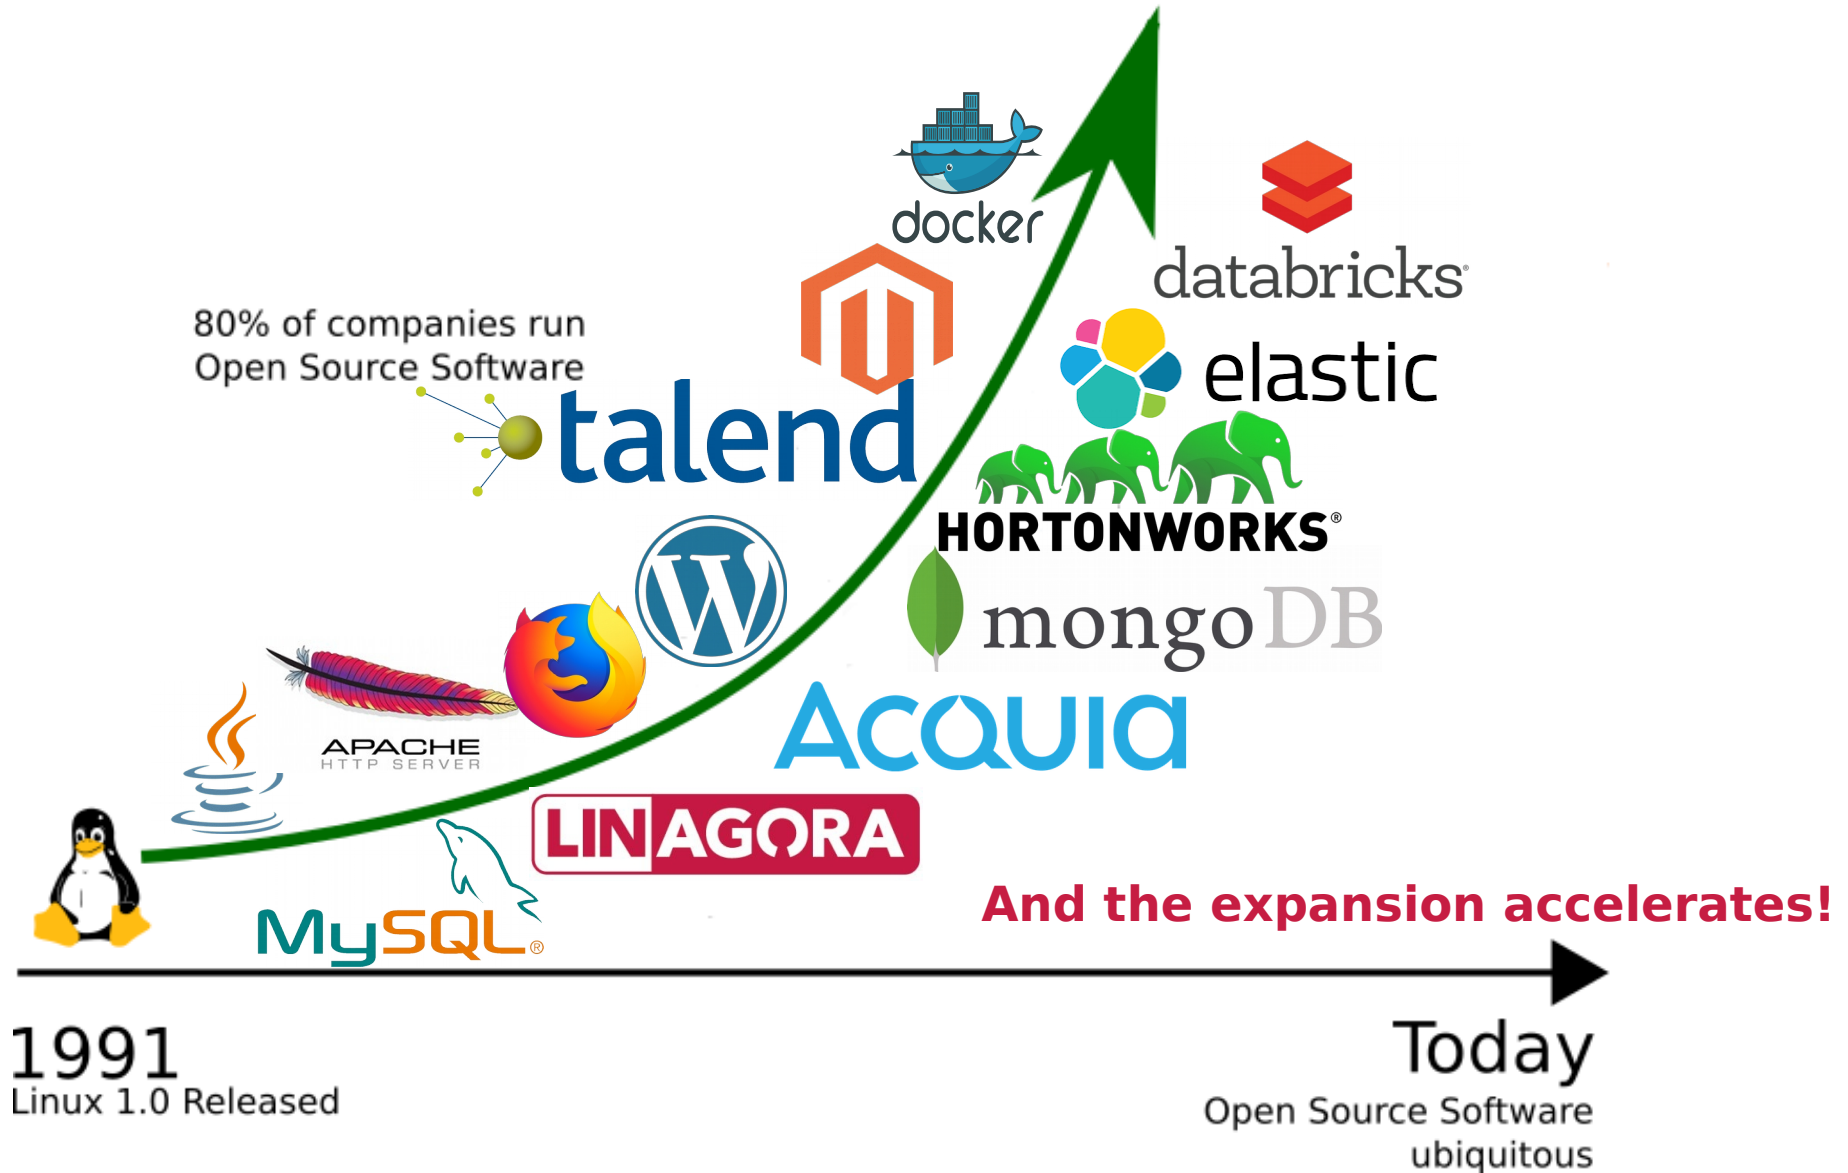 docker
databricks®
80% of companies run
Open Source Software
elastic
talend
HORTONWORKS®
mongoDB
W
ACQUIA
APACHE
HTTP SERVER
LINAGORA
MySQL®
And the expansion accelerates!
1991
Linux 1.0 Released
Today
Open Source Software
ubiquitous